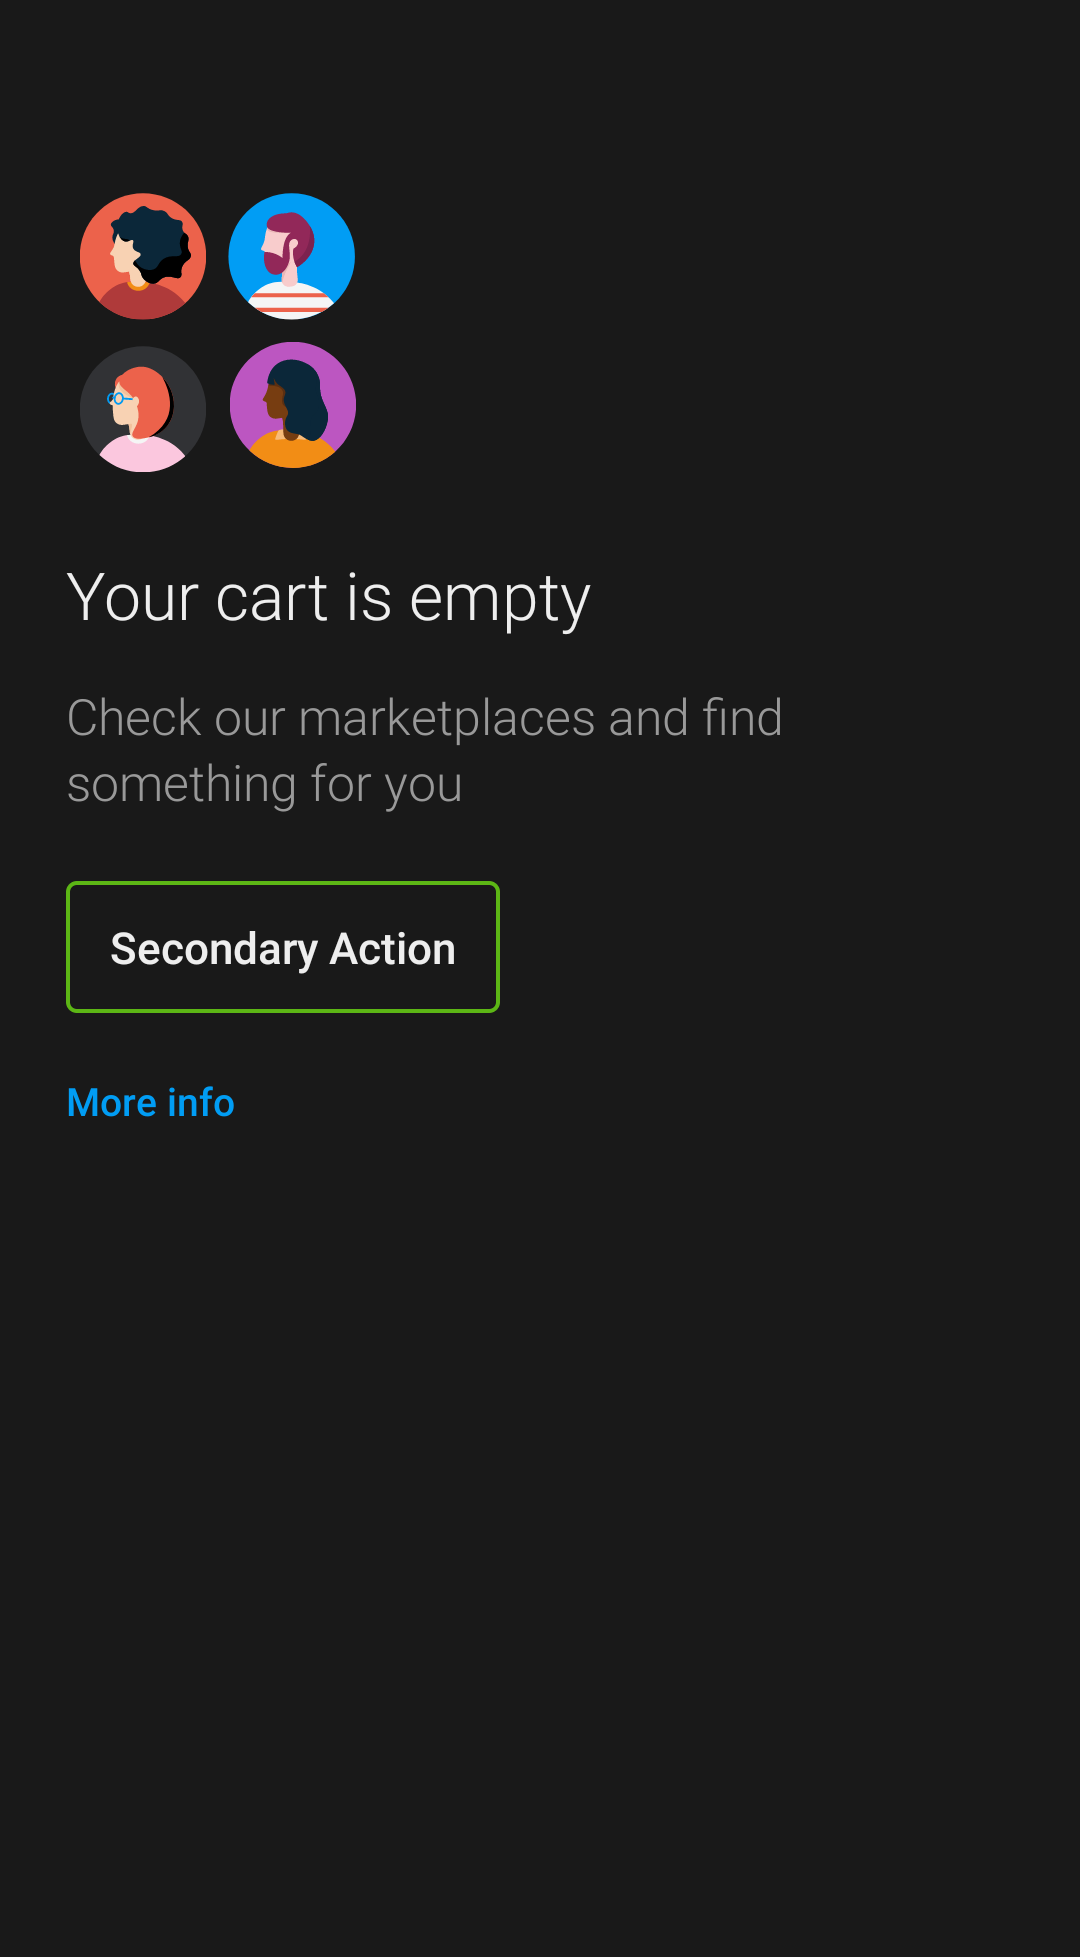 Your cart is empty
Check our marketplaces and find
something for you
Secondary Action
More info